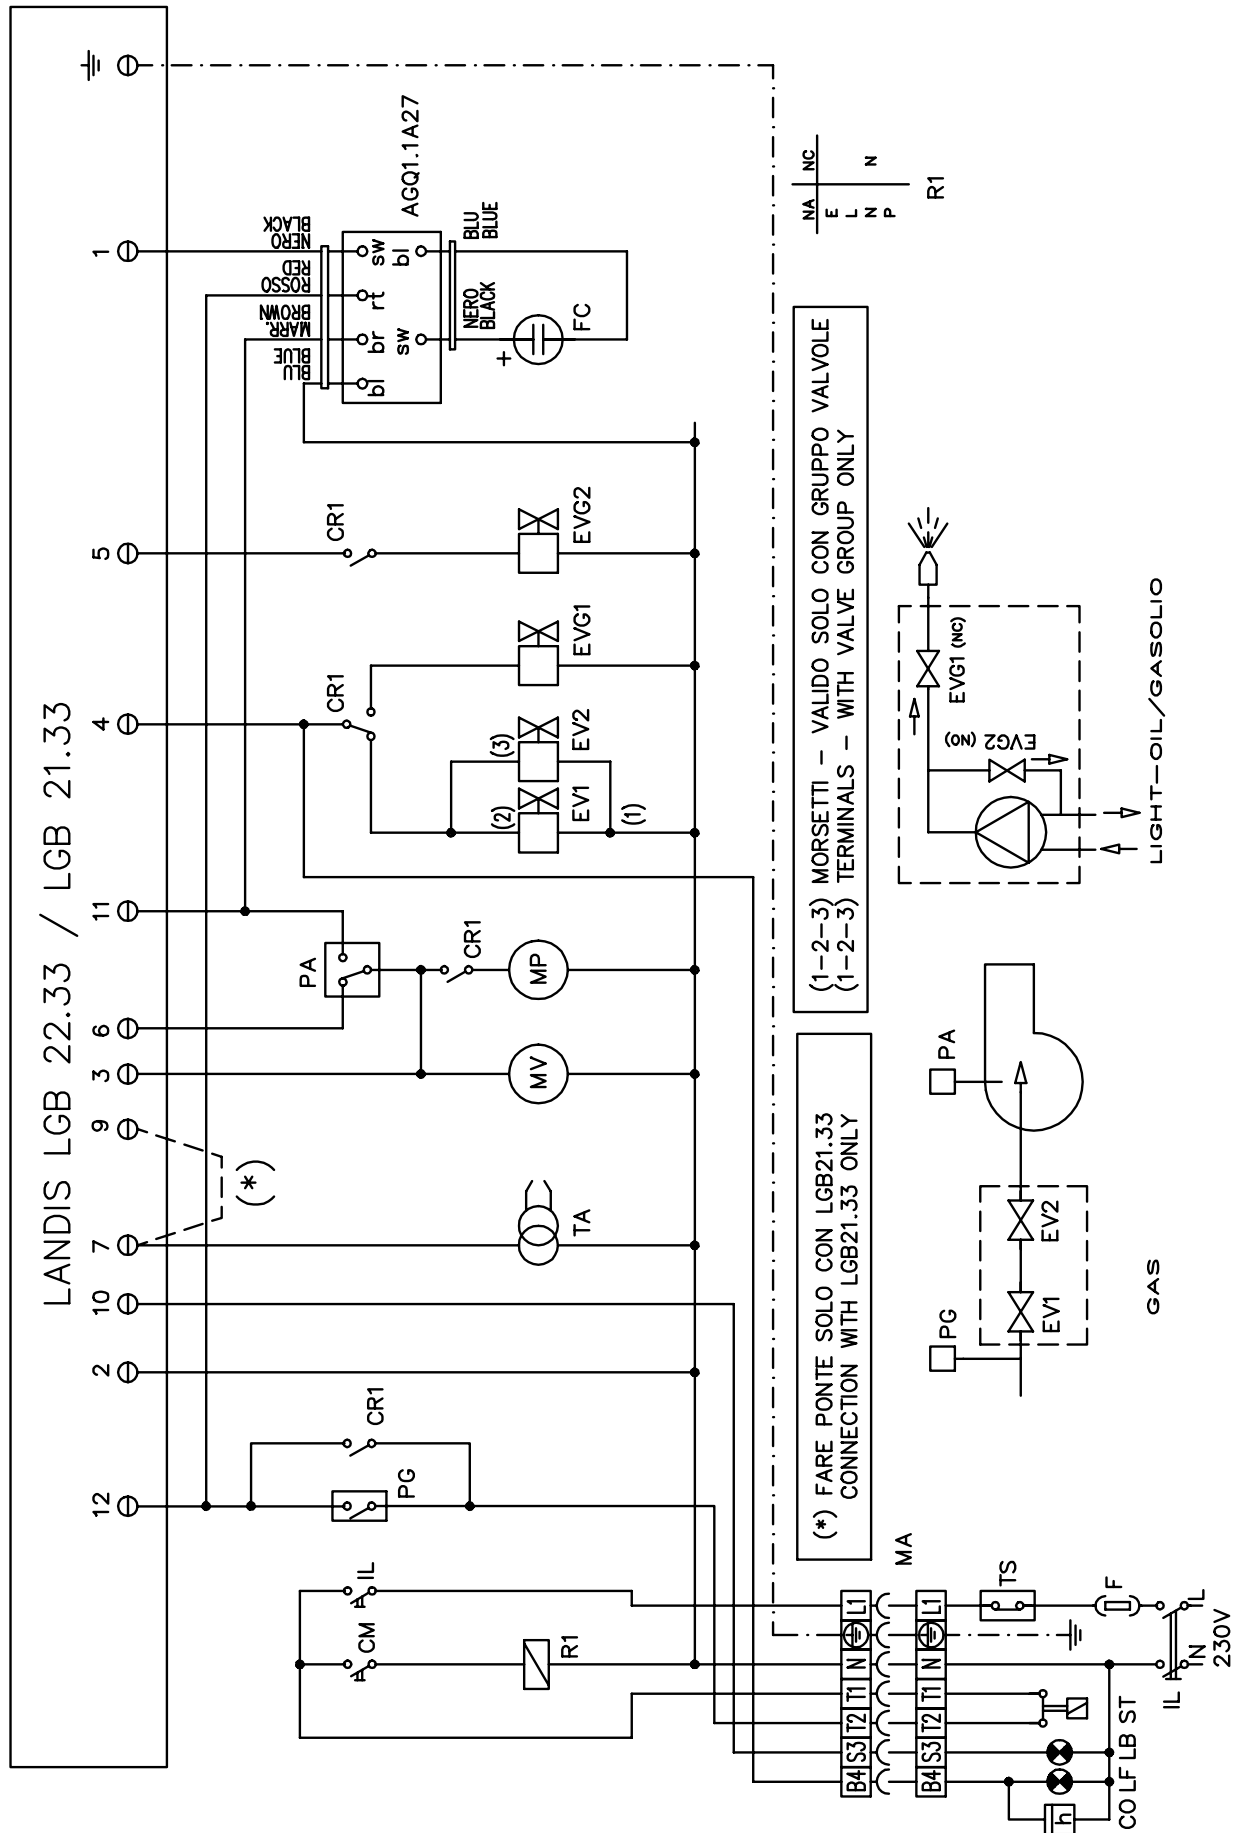 LANDIS LGB 22.33 / LGB 21.33
12
2
10
7
9
3
6
11
4
5
1
(*)
BLU
BLUE
MARR.
BROWN
ROSSO
RED
NERO
BLACK
AGQ1.1A27
bl
br
rt
sw
sw
bl
NERO
BLACK
BLU
BLUE
+
FC
IL
CM
R1
CR1
PG
TA
PA
CR1
MV
MP
CR1
CR1
(2)
(3)
EV1
EV2
(1)
EVG1
EVG2
NA NC
E
L
N N
P
R1
(*) FARE PONTE SOLO CON LGB21.33
CONNECTION WITH LGB21.33 ONLY
(1-2-3) MORSETTI - VALIDO SOLO CON GRUPPO VALVOLE
(1-2-3) TERMINALS - WITH VALVE GROUP ONLY
MA
B4 S3 T2 T1 N L1
B4 S3 T2 T1 N L1
TS
F
h
CO LF LB ST
IL
N L
230V
PG
PA
EV1
EV2
GAS
EVG2 (NO)
EVG1 (NC)
LIGHT-OIL/GASOLIO